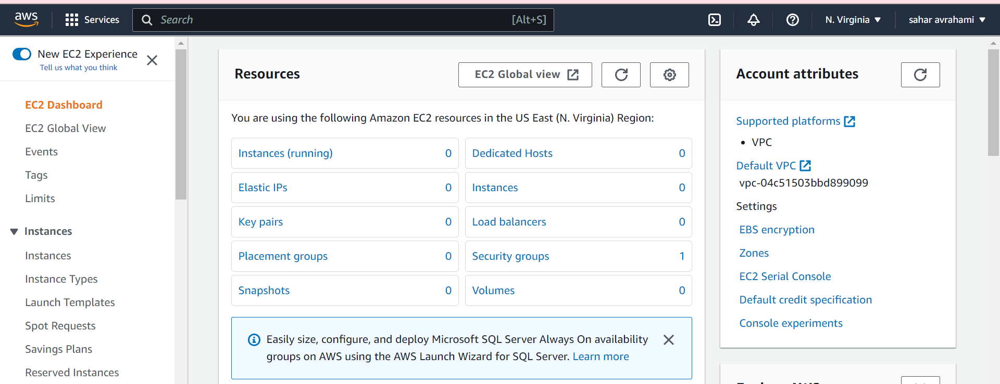 aws
Services
Search
[Alt+S]
N. Virginia
sahar avrahami
New EC2 Experience
Tell us what you think
EC2 Dashboard
EC2 Global View
Events
Tags
Limits
Instances
Instances
Instance Types
Launch Templates
Spot Requests
Savings Plans
Reserved Instances
Resources
EC2 Global view
You are using the following Amazon EC2 resources in the US East (N. Virginia) Region:
Instances (running) 0
Dedicated Hosts 0
Elastic IPs 0
Instances 0
Key pairs 0
Load balancers 0
Placement groups 0
Security groups 1
Snapshots 0
Volumes 0
Easily size, configure, and deploy Microsoft SQL Server Always On availability
groups on AWS using the AWS Launch Wizard for SQL Server. Learn more
Account attributes
Supported platforms
• VPC
Default VPC
vpc-04c51503bbd899099
Settings
EBS encryption
Zones
EC2 Serial Console
Default credit specification
Console experiments